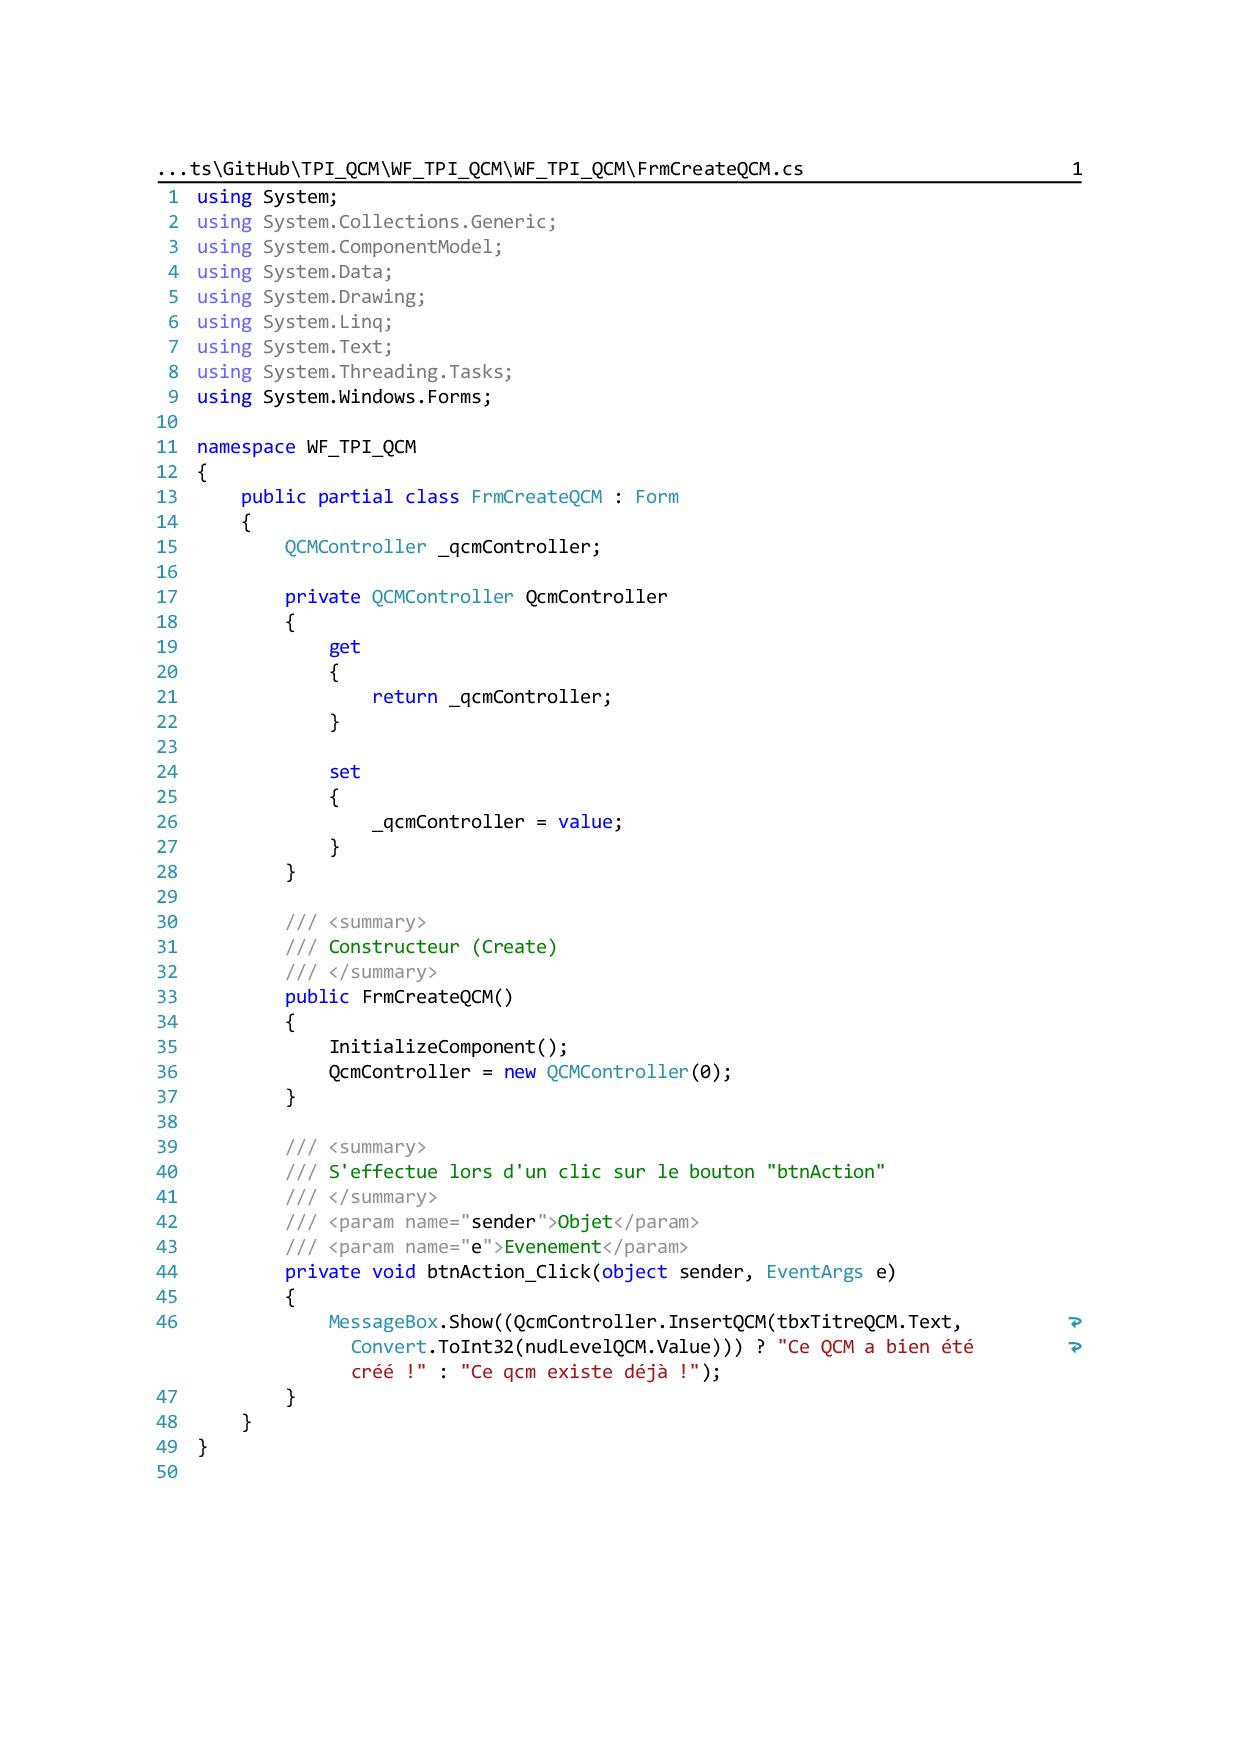 ...ts\GitHub\TPI_QCM\WF_TPI_QCM\WF_TPI_QCM\FrmCreateQCM.cs 1
1 using System;
2 using System.Collections.Generic;
3 using System.ComponentModel;
4 using System.Data;
5 using System.Drawing;
6 using System.Linq;
7 using System.Text;
8 using System.Threading.Tasks;
9 using System.Windows.Forms;
10
11 namespace WF_TPI_QCM
12 {
13     public partial class FrmCreateQCM : Form
14     {
15         QCMController _qcmController;
16
17         private QCMController QcmController
18         {
19             get
20             {
21                 return _qcmController;
22             }
23
24             set
25             {
26                 _qcmController = value;
27             }
28         }
29
30         /// <summary>
31         /// Constructeur (Create)
32         /// </summary>
33         public FrmCreateQCM()
34         {
35             InitializeComponent();
36             QcmController = new QCMController(0);
37         }
38
39         /// <summary>
40         /// S'effectue lors d'un clic sur le bouton "btnAction"
41         /// </summary>
42         /// <param name="sender">Objet</param>
43         /// <param name="e">Evenement</param>
44         private void btnAction_Click(object sender, EventArgs e)
45         {
46             MessageBox.Show((QcmController.InsertQCM(tbxTitreQCM.Text,
               Convert.ToInt32(nudLevelQCM.Value))) ? "Ce QCM a bien été
               créé !" : "Ce qcm existe déjà !");
47         }
48     }
49 }
50